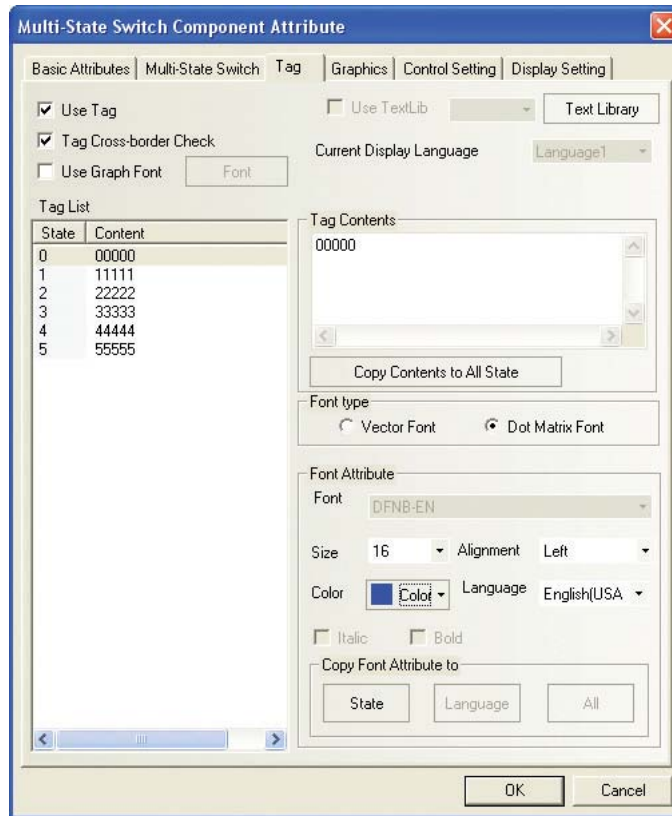 Multi-State Switch Component Attribute
Basic Attributes Multi-State Switch Tag Graphics Control Setting Display Setting
Use Tag
Use TextLib
Text Library
Tag Cross-border Check
Current Display Language Language1
Use Graph Font Font
Tag List
State Content
0 00000
1 11111
2 22222
3 33333
4 44444
5 55555
Tag Contents
00000
Copy Contents to All State
Font type
Vector Font Dot Matrix Font
Font Attribute
Font DFNB-EN
Size 16 Alignment Left
Color Color Language English(USA
Italic Bold
Copy Font Attribute to
State Language All
OK Cancel